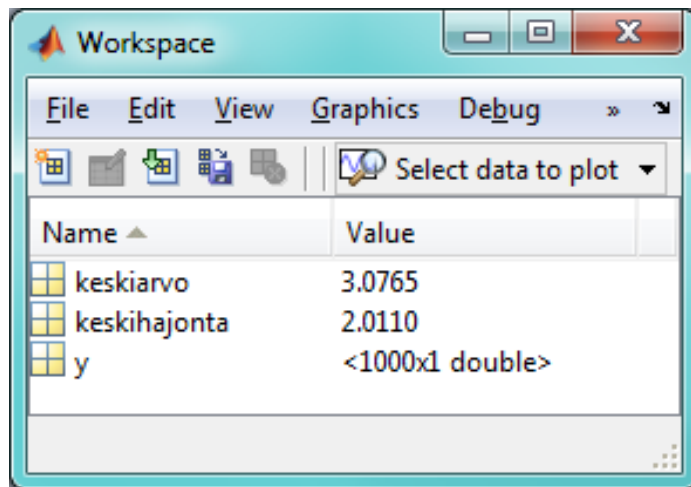 Workspace
File Edit View Graphics Debug »
Select data to plot
Name Value
keskiarvo 3.0765
keskihajonta 2.0110
y <1000x1 double>